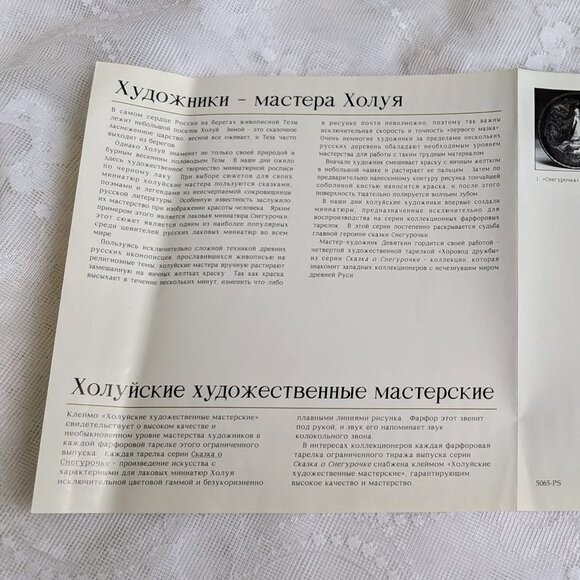 Художники – мастера Холуя
В самом сердце России на берегах живописной Тезы
лежит небольшой поселок Холуй. Зимой – это сказочное
заснеженное царство, весной все оживает, и Теза часто
выходит из берегов.
Однако Холуй знаменит не только своей природой и
бурным весенним половодьем Тезы. В наши дни ожило
здесь художественное творчество миниатюрной росписи
по черному лаку. При выборе сюжетов для своих
миниатюр холуйские мастера пользуются сказками,
поэмами и легендами из неисчерпаемой сокровищницы
русской литературы. Особенную известность заслужило
их мастерство при изображении красоты человека. Ярким
примером этого является лаковая миниатюра Снегурочки;
этот сюжет является одним из наиболее популярных
среди ценителей русских лаковых миниатюр во всем
мире.
Пользуясь исключительно сложной техникой древних
русских иконописцев, прославившихся живописью на
религиозные темы, холуйские мастера вручную растирают
замешанную на яичных желтках краску. Так как краска
высыхает в течение нескольких минут, изменить что-либо
в рисунке почти невозможно, поэтому так важны
исключительная скорость и точность «первого мазка».
Очень немногие художники за пределами нескольких
русских деревень обладают необходимым уровнем
мастерства для работы с таким трудным материалом.
Вначале художник смешивает краску с яичным желтком
в небольшой чашке и растирает ее пальцем. Затем по
предварительно нанесенному контуру рисунка тончайшей
соболиной кистью наносится краска, и после этого
поверхность тщательно полируется волчьим зубом.
В наши дни холуйские художники впервые создали
миниатюры, предназначенные исключительно для
воспроизводства на серии коллекционных фарфоровых
тарелок. В этой серии постепенно раскрывается судьба
главной героини сказки Снегурочки.
Мастер-художник Девяткин гордится своей работой –
четвертой художественной тарелкой «Хоровод дружбы»
из серии Сказка о Снегурочке – коллекции, которая
знакомит западных коллекционеров с исчезнувшим миром
древней Руси.
1. «Снегурочка»
Холуйские художественные мастерские
Клеймо «Холуйские художественные мастерские»
свидетельствует о высоком качестве и
необыкновенном уровне мастерства художников в
каждой фарфоровой тарелке этого ограниченного
выпуска. Каждая тарелка серии Сказка о
Снегурочке – произведение искусства с
характерными для лаковых миниатюр Холуя
исключительной цветовой гаммой и безукоризненно
плавными линиями рисунка. Фарфор этот звенит
под рукой, и звук его напоминает звук
колокольного звона.
В интересах коллекционеров каждая фарфоровая
тарелка ограниченного тиража выпуска серии
Сказка о Снегурочке снабжена клеймом «Холуйские
художественные мастерские», гарантирующим
высокое качество и мастерство.
5065-PS